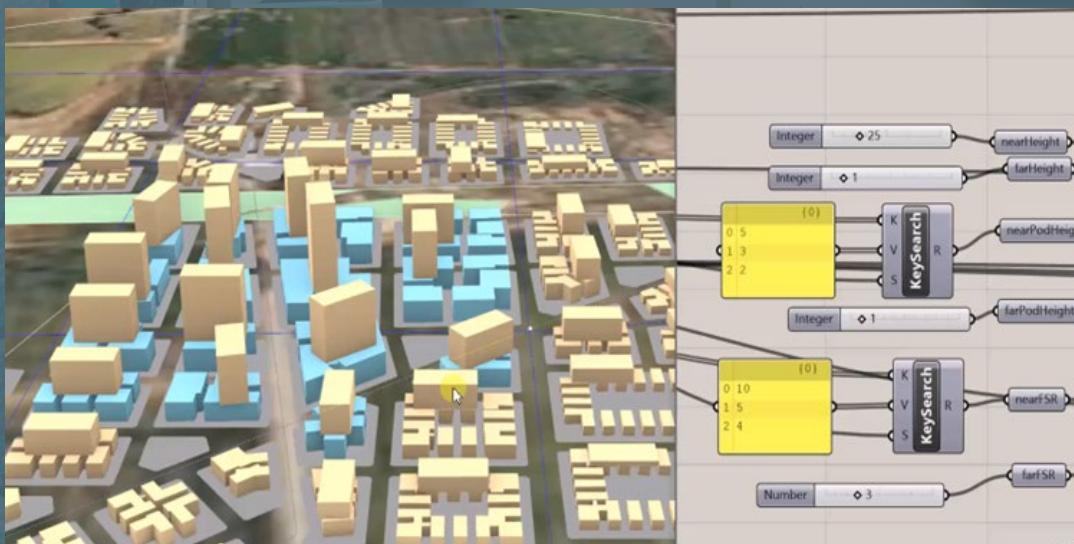 Integer 25
nearHeight
Integer 1
farHeight
{0}
0 5
1 3
2 2
K
V
S
KeySearch
R
nearPodHeig
Integer 1
farPodHeight
{0}
0 10
1 5
2 4
K
V
S
KeySearch
R
nearFSR
Number 3
farFSR